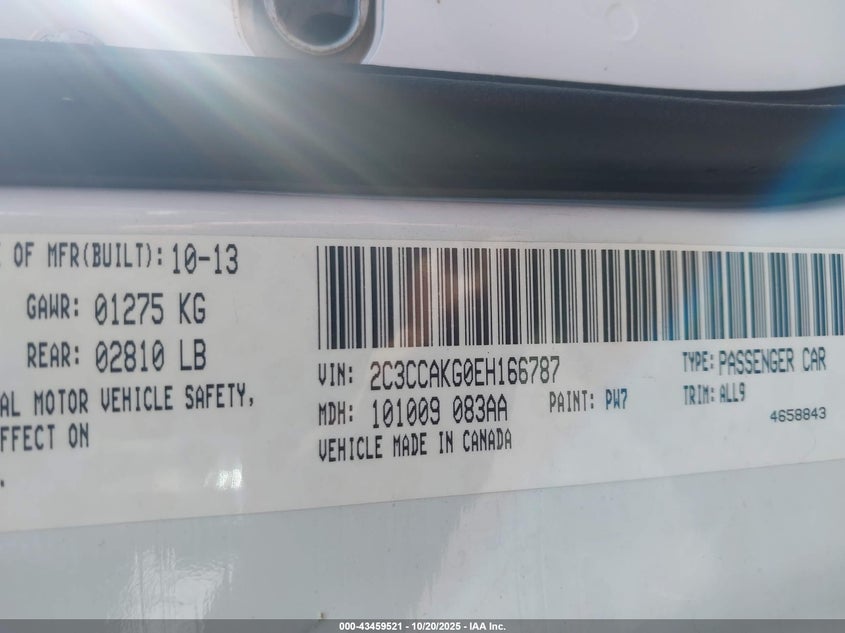 E OF MFR(BUILT): 10-13
GAWR: 01275 KG
REAR: 02810 LB
AL MOTOR VEHICLE SAFETY,
FFECT ON
VIN: 2C3CCAKG0EH166787
TYPE: PASSENGER CAR
MDH: 101009 083AA
PAINT: PW7
TRIM: ALL9
VEHICLE MADE IN CANADA
4658843
000-43459521 - 10/20/2025 - IAA Inc.